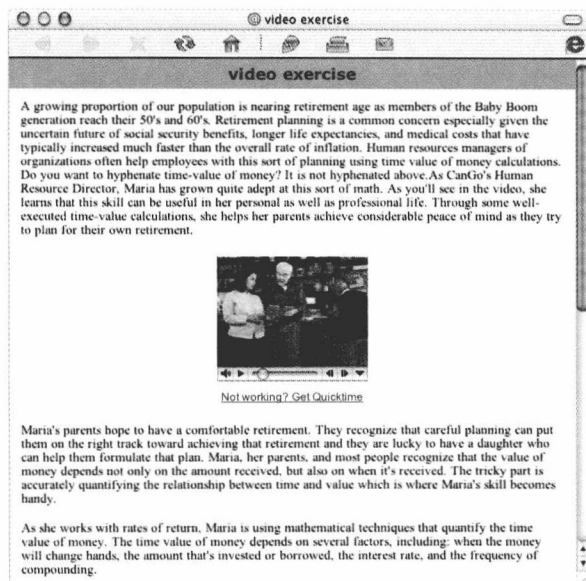 @ video exercise
video exercise
A growing proportion of our population is nearing retirement age as members of the Baby Boom
generation reach their 50's and 60's. Retirement planning is a common concern especially given the
uncertain future of social security benefits, longer life expectancies, and medical costs that have
typically increased much faster than the overall rate of inflation. Human resources managers of
organizations often help employees with this sort of planning using time value of money calculations.
Do you want to hyphenate time-value of money? It is not hyphenated above.As CanGo's Human
Resource Director, Maria has grown quite adept at this sort of math. As you'll see in the video, she
learns that this skill can be useful in her personal as well as professional life. Through some well-
executed time-value calculations, she helps her parents achieve considerable peace of mind as they try
to plan for their own retirement.
Not working? Get Quicktime
Maria's parents hope to have a comfortable retirement. They recognize that careful planning can put
them on the right track toward achieving that retirement and they are lucky to have a daughter who
can help them formulate that plan. Maria, her parents, and most people recognize that the value of
money depends not only on the amount received, but also on when it's received. The tricky part is
accurately quantifying the relationship between time and value which is where Maria's skill becomes
handy.
As she works with rates of return, Maria is using mathematical techniques that quantify the time
value of money. The time value of money depends on several factors, including: when the money
will change hands, the amount that's invested or borrowed, the interest rate, and the frequency of
compounding.